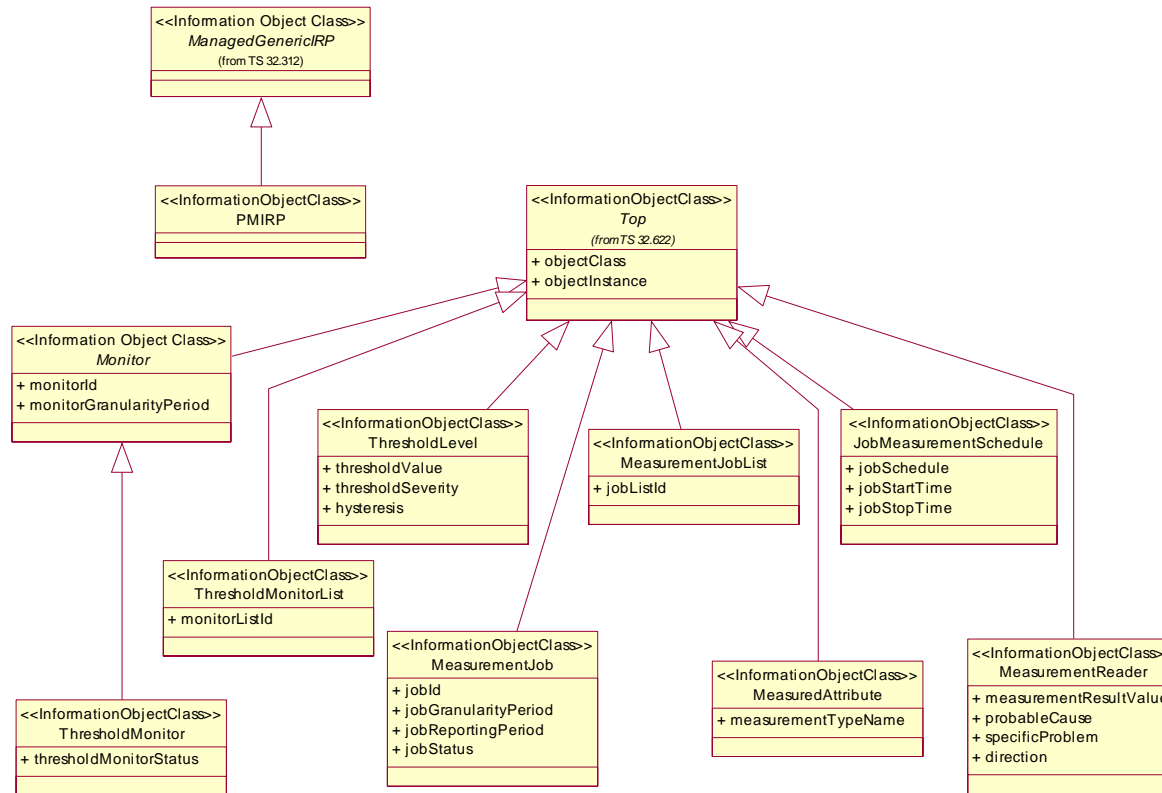 <<Information Object Class>>
ManagedGenericIRP
(from TS 32.312)
<<InformationObjectClass>>
PMIRP
<<InformationObjectClass>>
Top
(fromTS 32.622)
+ objectClass
+ objectInstance
<<Information Object Class>>
Monitor
+ monitorId
+ monitorGranularityPeriod
<<InformationObjectClass>>
ThresholdLevel
+ thresholdValue
+ thresholdSeverity
+ hysteresis
<<InformationObjectClass>>
MeasurementJobList
+ jobListId
<<InformationObjectClass>>
JobMeasurementSchedule
+ jobSchedule
+ jobStartTime
+ jobStopTime
<<InformationObjectClass>>
ThresholdMonitorList
+ monitorListId
<<InformationObjectClass>>
MeasurementJob
+ jobId
+ jobGranularityPeriod
+ jobReportingPeriod
+ jobStatus
<<InformationObjectClass>>
MeasuredAttribute
+ measurementTypeName
<<InformationObjectClass>>
MeasurementReader
+ measurementResultValue
+ probableCause
+ specificProblem
+ direction
<<InformationObjectClass>>
ThresholdMonitor
+ thresholdMonitorStatus